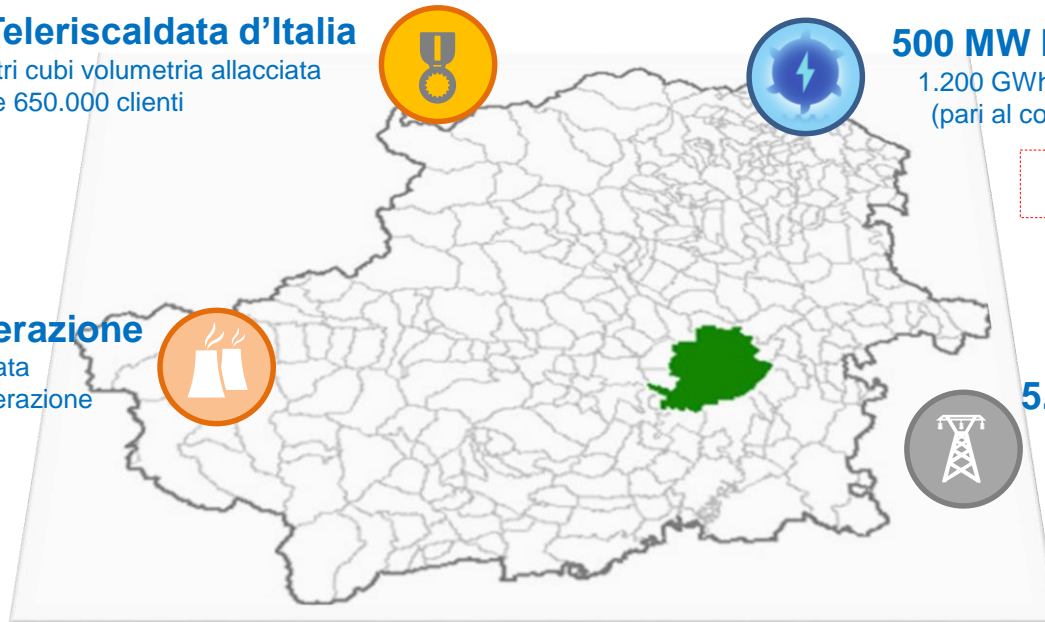 Teleriscaldata d'Italia
tri cubi volumetria allacciata
e 650.000 clienti
500 MW
1.200 GWh
(pari al co
erazione
ata
erazione
5.